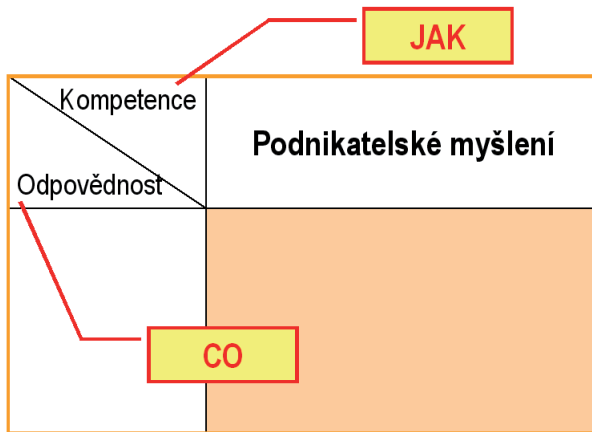 JAK
Kompetence
Podnikatelské myšlení
Odpovědnost
CO